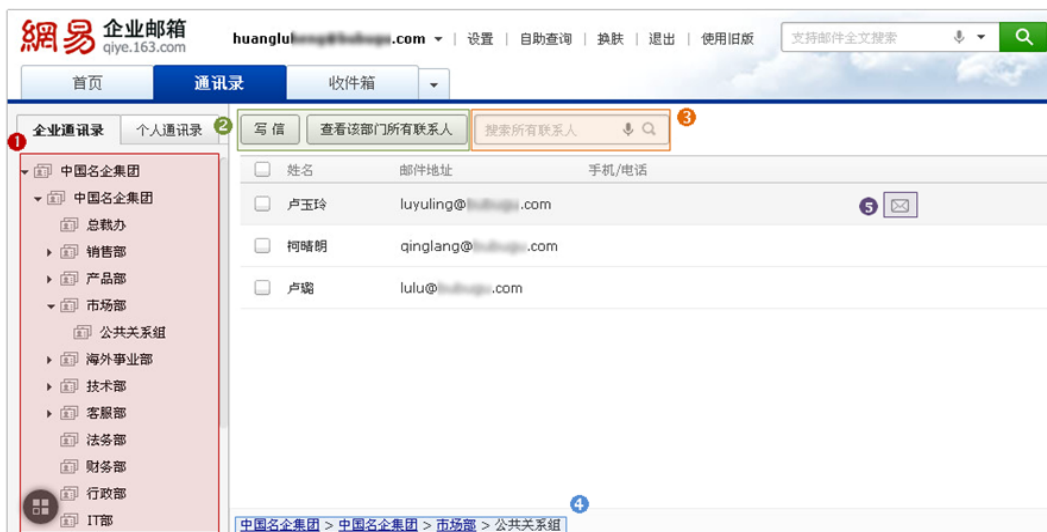 網易 企业邮箱
qiye.163.com
huanglu .com 设置 | 自助查询 | 换肤 | 退出 | 使用旧版 支持邮件全文搜索
首页 通讯录 收件箱
企业通讯录 个人通讯录 2 写 信 查看该部门所有联系人 搜索所有联系人 3
1
中国名企集团 姓名 邮件地址 手机/电话
中国名企集团 卢玉玲 luyuling@ .com 5
总裁办
销售部 柯晴朗 qinglang@ .com
产品部 卢璐 lulu@ .com
市场部
公共关系组
海外事业部
技术部
客服部
法务部
财务部
行政部 4
IT部 中国名企集团 > 中国名企集团 > 市场部 > 公共关系组